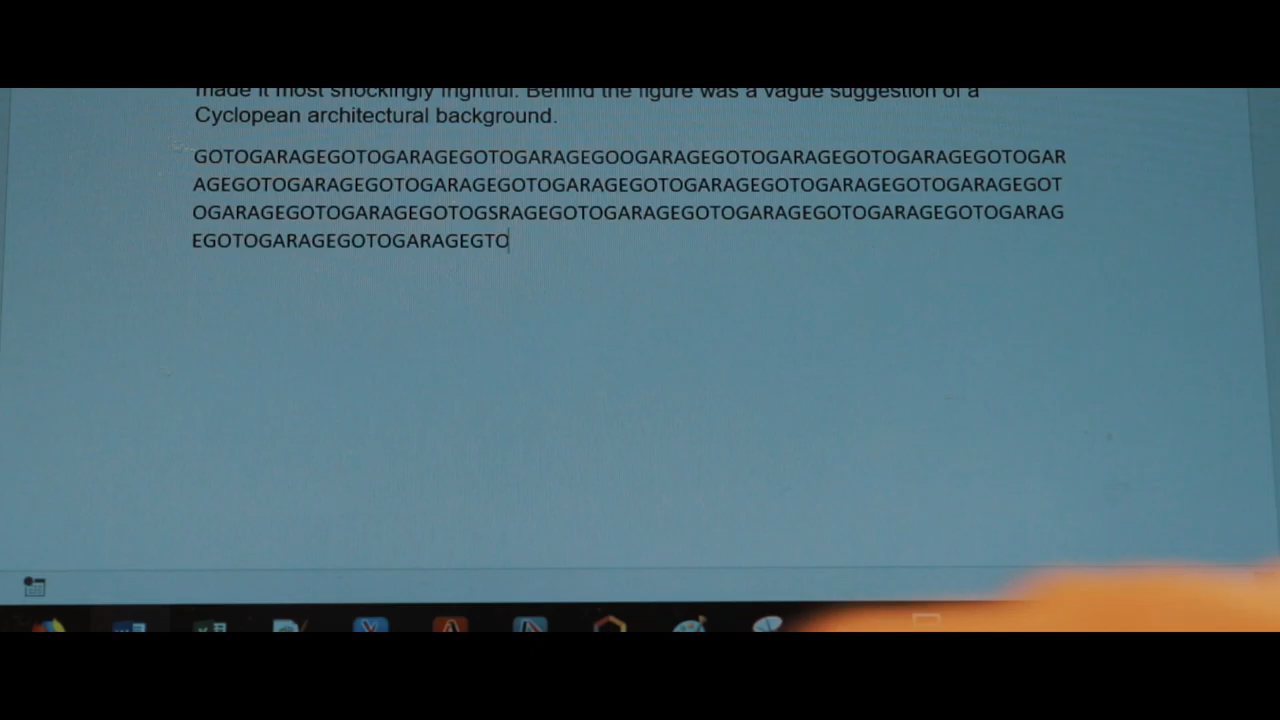 made it most shockingly frightful. Behind the figure was a vague suggestion of a
Cyclopean architectural background.
GOTOGARAGEGOTOGARAGEGOTOGARAGEGOOGARAGEGOTOGARAGEGOTOGARAGEGOTOGAR
AGEGOTOGARAGEGOTOGARAGEGOTOGARAGEGOTOGARAGEGOTOGARAGEGOTOGARAGEGOT
OGARAGEGOTOGARAGEGOTOGSRAGEGOTOGARAGEGOTOGARAGEGOTOGARAGEGOTOGARAG
EGOTOGARAGEGOTOGARAGEGTO